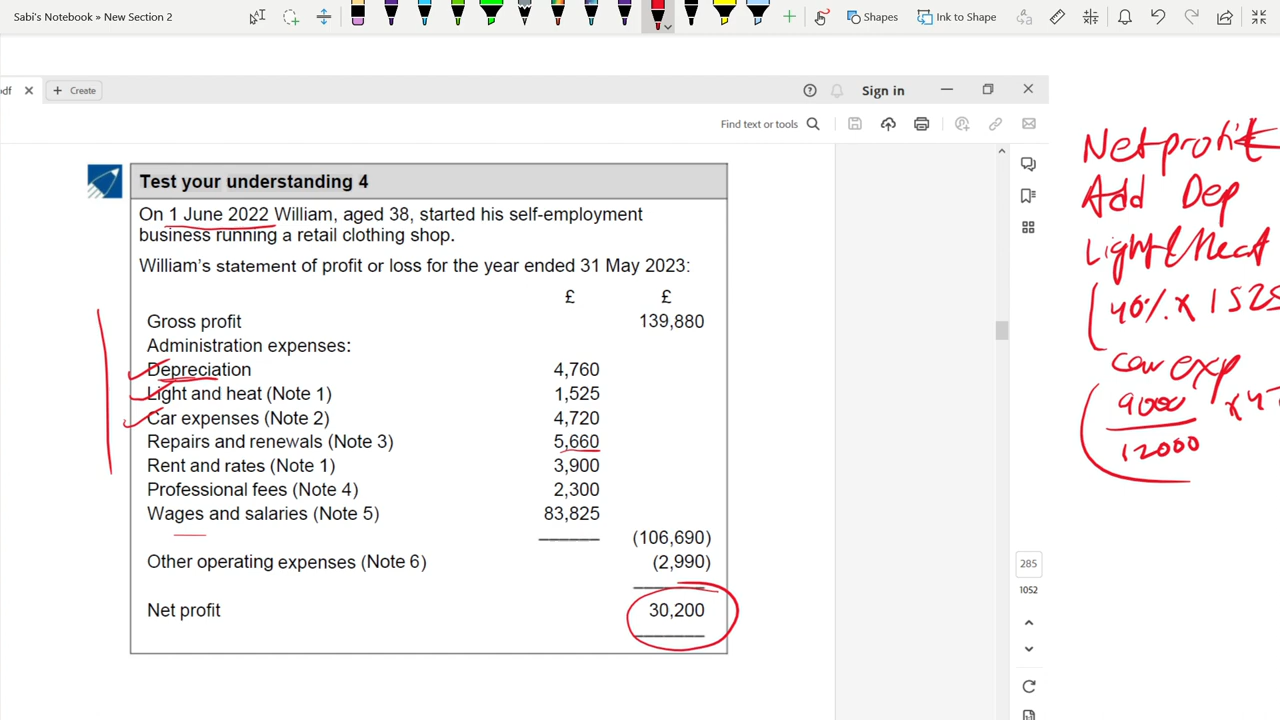 Sabi's Notebook » New Section 2
Shapes
Ink to Shape
df
Create
Sign in
Find text or tools
Test your understanding 4
On 1 June 2022 William, aged 38, started his self-employment
business running a retail clothing shop.
William's statement of profit or loss for the year ended 31 May 2023:
£ £
Gross profit 139,880
Administration expenses:
Depreciation 4,760
Light and heat (Note 1) 1,525
Car expenses (Note 2) 4,720
Repairs and renewals (Note 3) 5,660
Rent and rates (Note 1) 3,900
Professional fees (Note 4) 2,300
Wages and salaries (Note 5) 83,825
(106,690)
Other operating expenses (Note 6) (2,990)
Net profit 30,200
285
1052
Net profit
Add Dep
Light & Heat
40% x 1525
Car exp
9000 x 47
12000